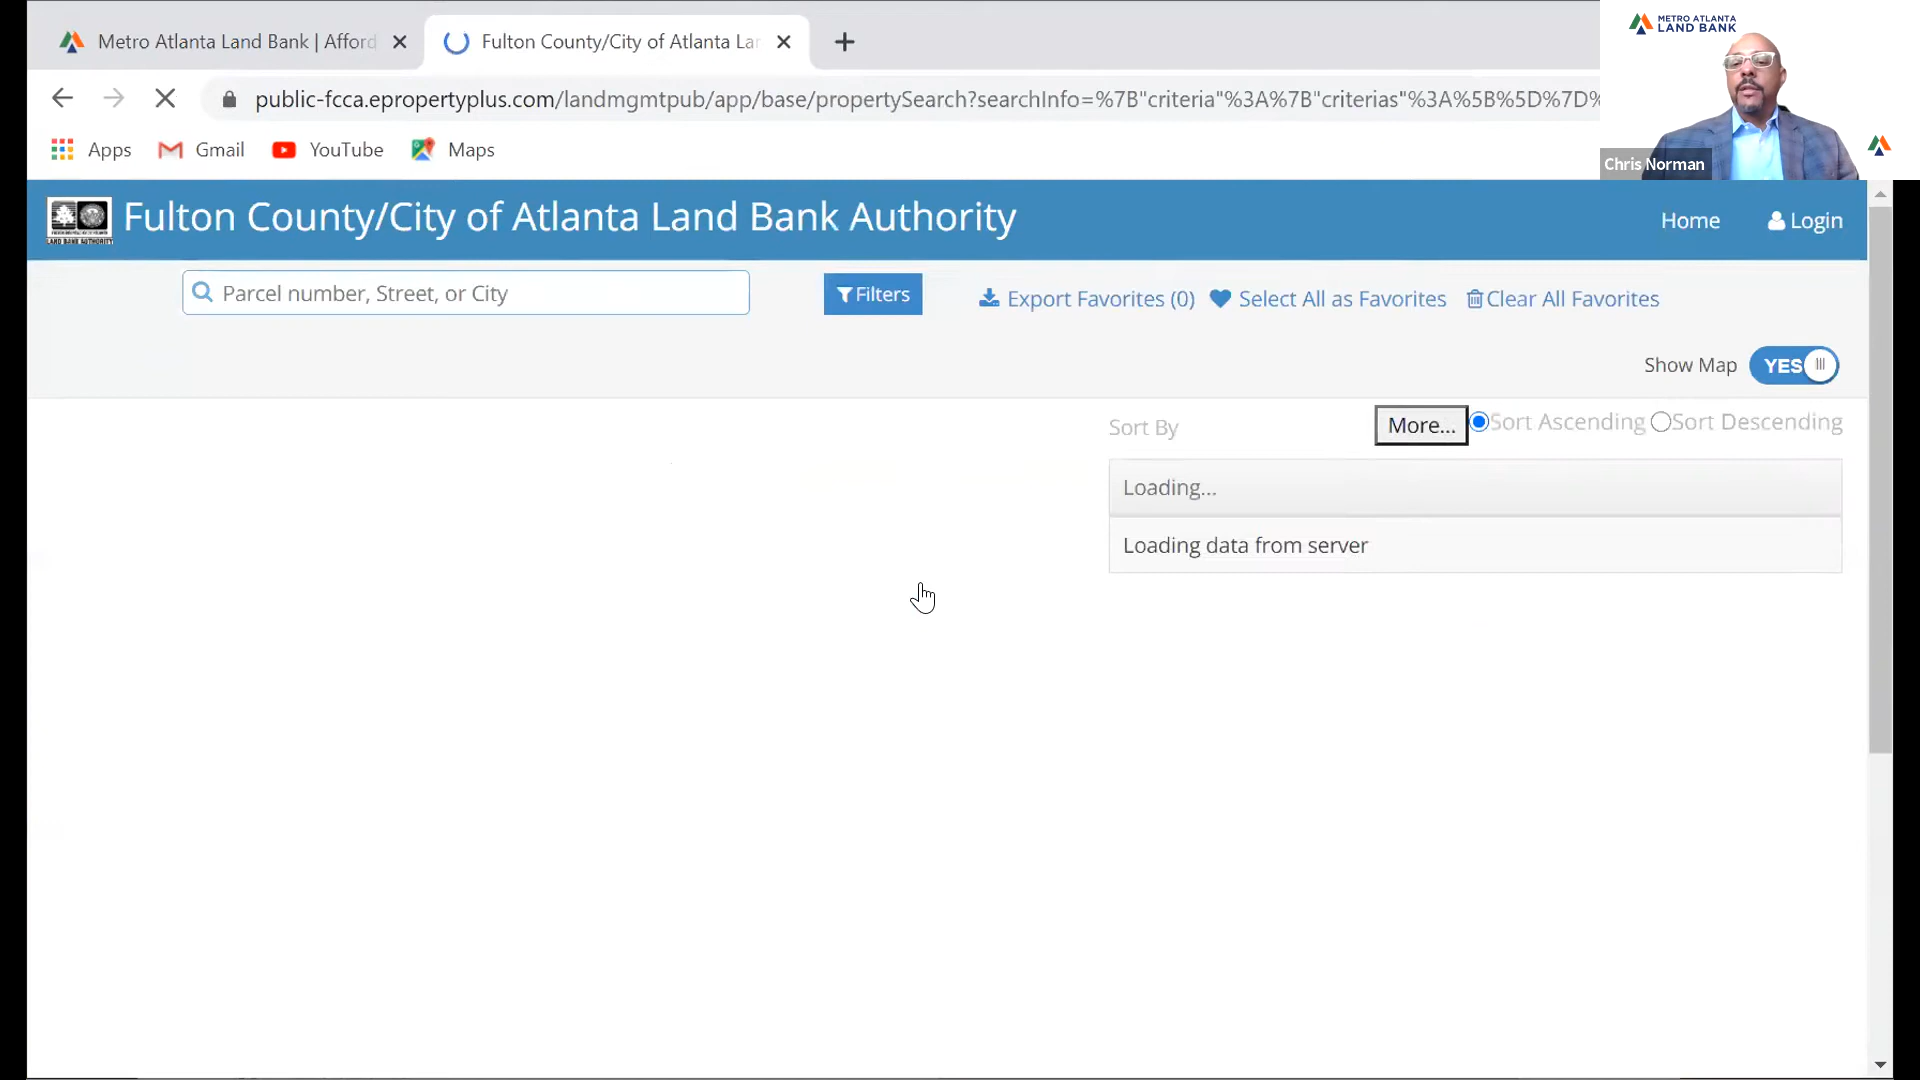 Metro Atlanta Land Bank | Afford
Fulton County/City of Atlanta Lar
METRO ATLANTA
LAND BANK
public-fcca.epropertyplus.com/landmgmtpub/app/base/propertySearch?searchInfo=%7B"criteria"%3A%7B"criterias"%3A%5B%5D%7D%
Apps
Gmail
YouTube
Maps
Chris Norman
LAND BANK AUTHORITY
Fulton County/City of Atlanta Land Bank Authority
Home
Login
Parcel number, Street, or City
Filters
Export Favorites (0)
Select All as Favorites
Clear All Favorites
Show Map YES
Sort By
More...
Sort Ascending
Sort Descending
Loading...
Loading data from server